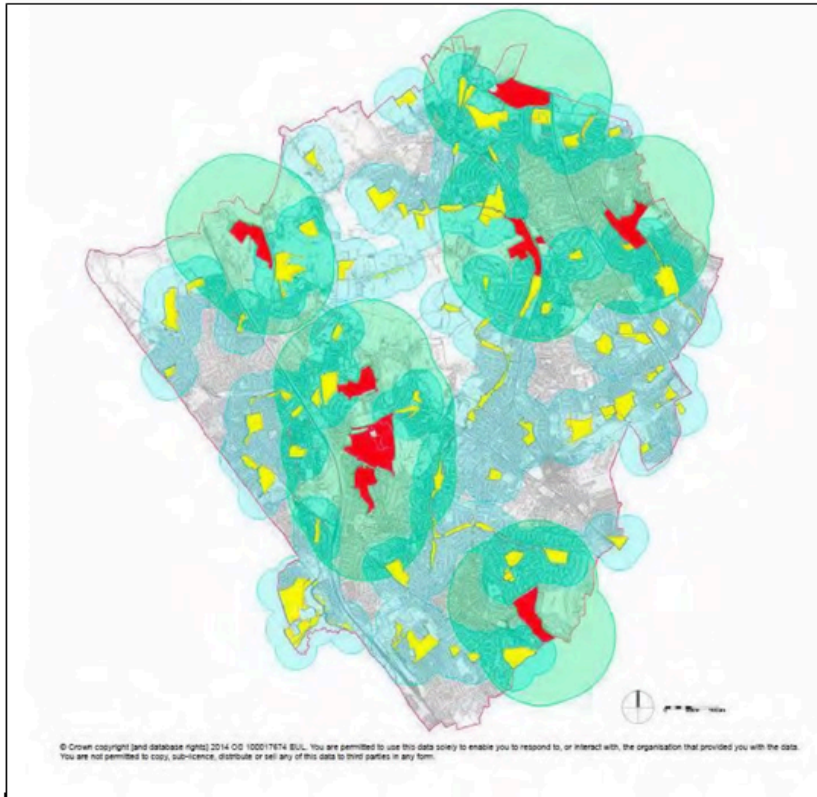 © Crown copyright [and database rights] 2014 OS 100017674 EUL. You are permitted to use this data solely to enable you to respond to, or interact with, the organisation that provided you with the data.
You are not permitted to copy, sub-licence, distribute or sell any of this data to third parties in any form.